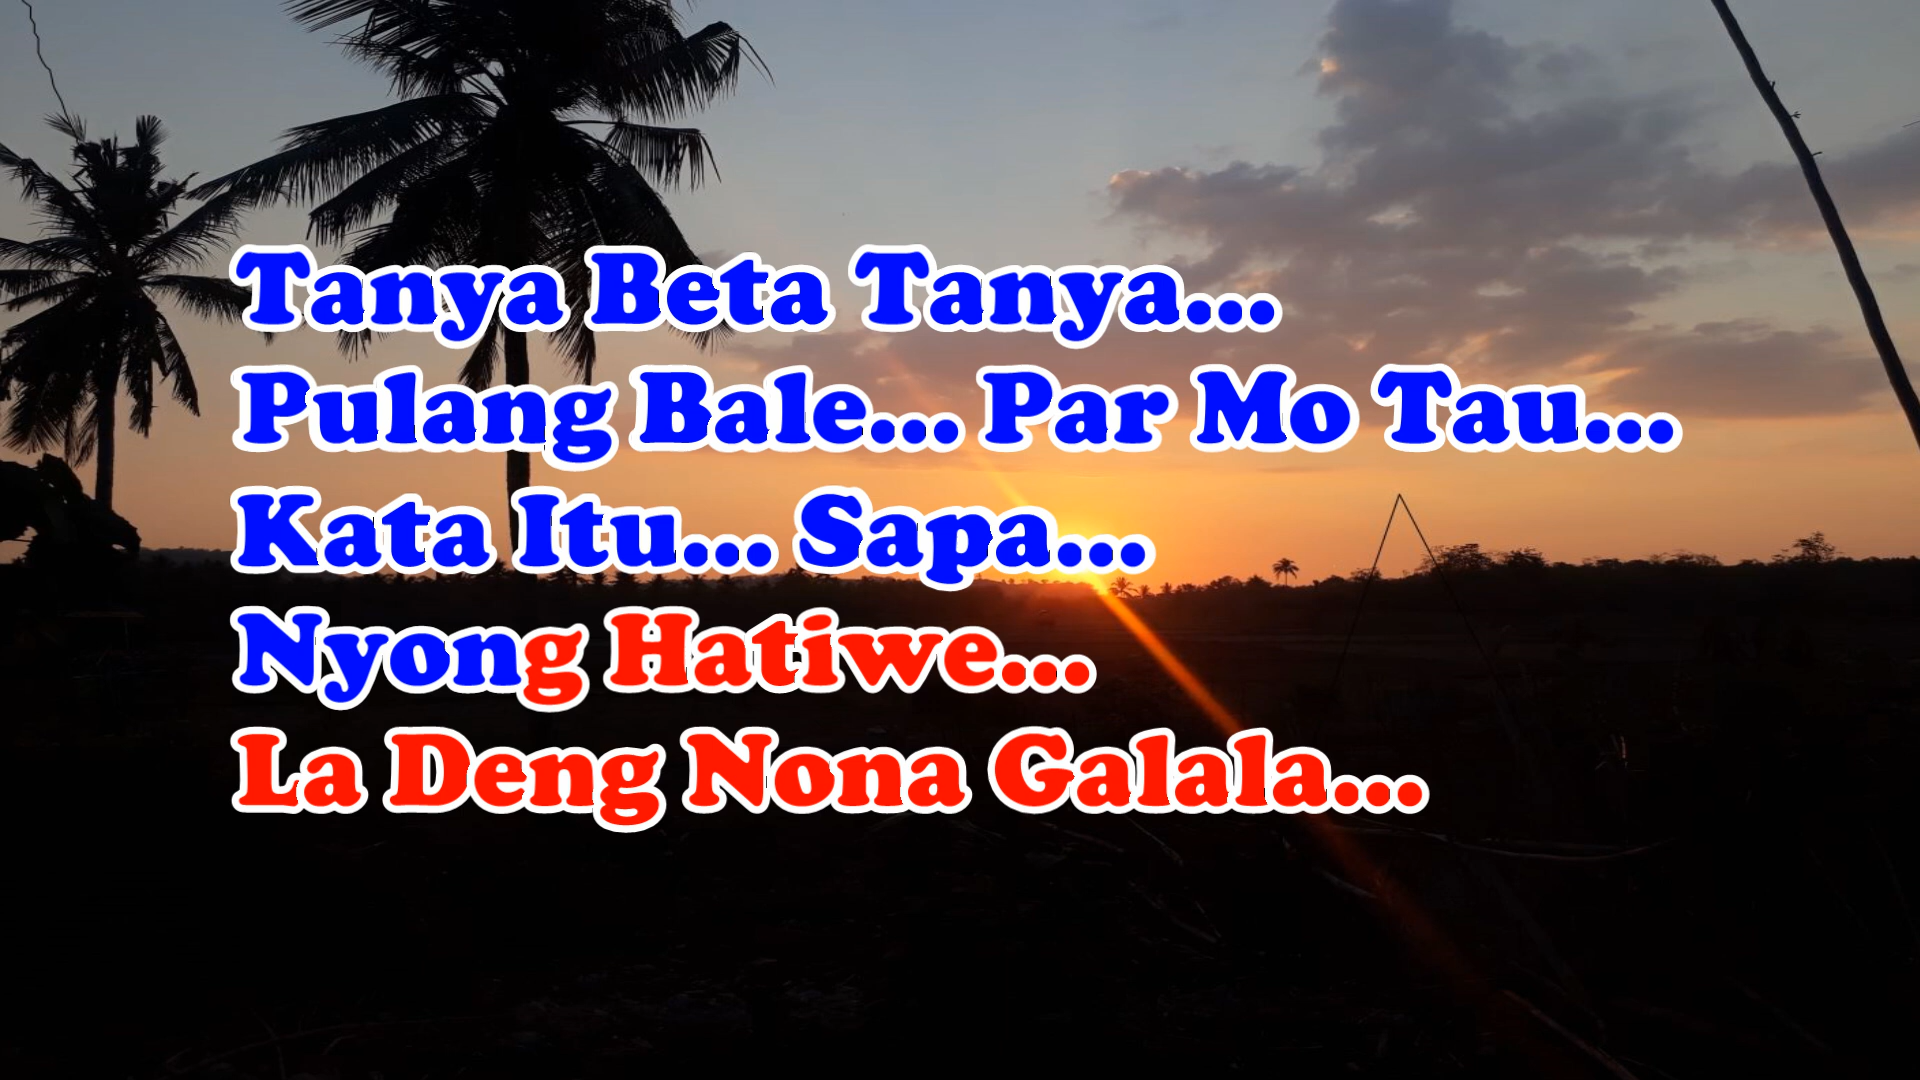 Tanya Beta Tanya...
Pulang Bale... Par Mo Tau...
Kata Itu... Sapa...
Nyong Hatiwe...
La Deng Nona Galala...